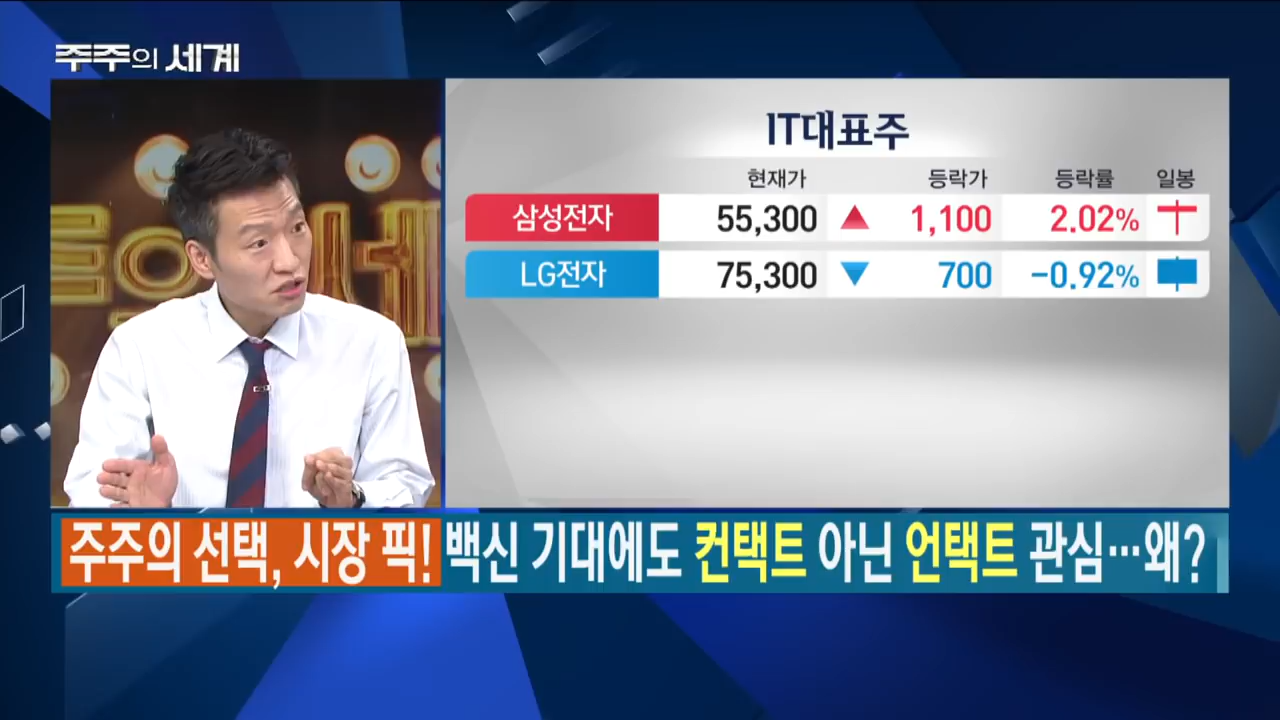 주주의 세계
IT대표주
현재가 등락가 등락률 일봉
삼성전자 55,300 ▲ 1,100 2.02%
LG전자 75,300 ▼ 700 -0.92%
주주의 선택, 시장 픽! 백신 기대에도 컨택트 아닌 언택트 관심…왜?